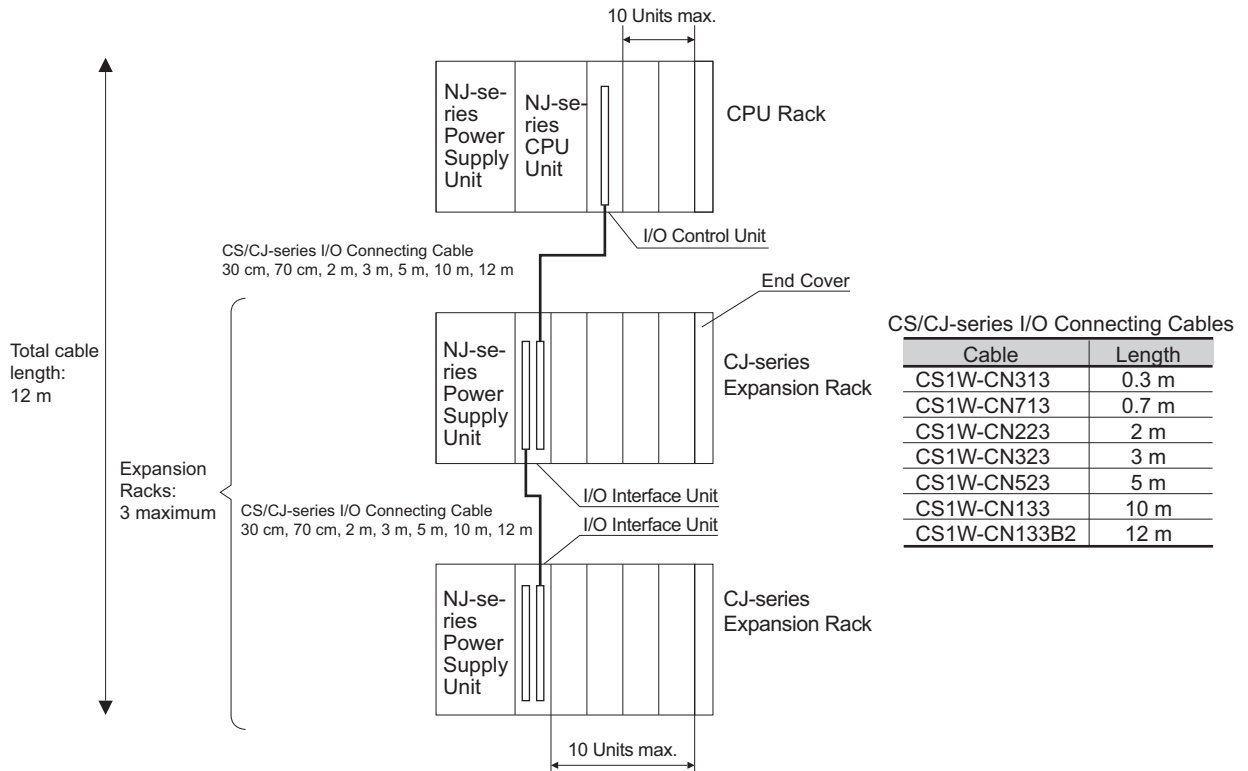 10 Units max.
NJ-se-
ries
Power
Supply
Unit
NJ-se-
ries
CPU
Unit
CPU Rack
I/O Control Unit
CS/CJ-series I/O Connecting Cable
30 cm, 70 cm, 2 m, 3 m, 5 m, 10 m, 12 m
End Cover
Total cable
length:
12 m
Expansion
Racks:
3 maximum
NJ-se-
ries
Power
Supply
Unit
CJ-series
Expansion Rack
I/O Interface Unit
CS/CJ-series I/O Connecting Cable
30 cm, 70 cm, 2 m, 3 m, 5 m, 10 m, 12 m
I/O Interface Unit
NJ-se-
ries
Power
Supply
Unit
CJ-series
Expansion Rack
10 Units max.
CS/CJ-series I/O Connecting Cables
Cable Length
CS1W-CN313 0.3 m
CS1W-CN713 0.7 m
CS1W-CN223 2 m
CS1W-CN323 3 m
CS1W-CN523 5 m
CS1W-CN133 10 m
CS1W-CN133B2 12 m